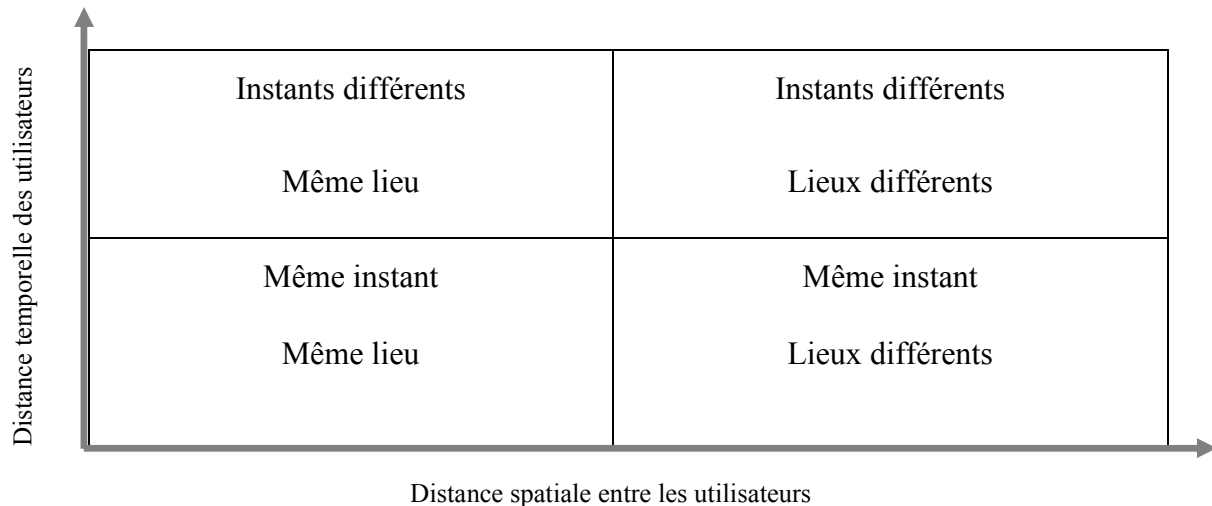 Distance temporelle des utilisateurs
Instants différents
Instants différents
Même lieu
Lieux différents
Même instant
Même instant
Même lieu
Lieux différents
Distance spatiale entre les utilisateurs